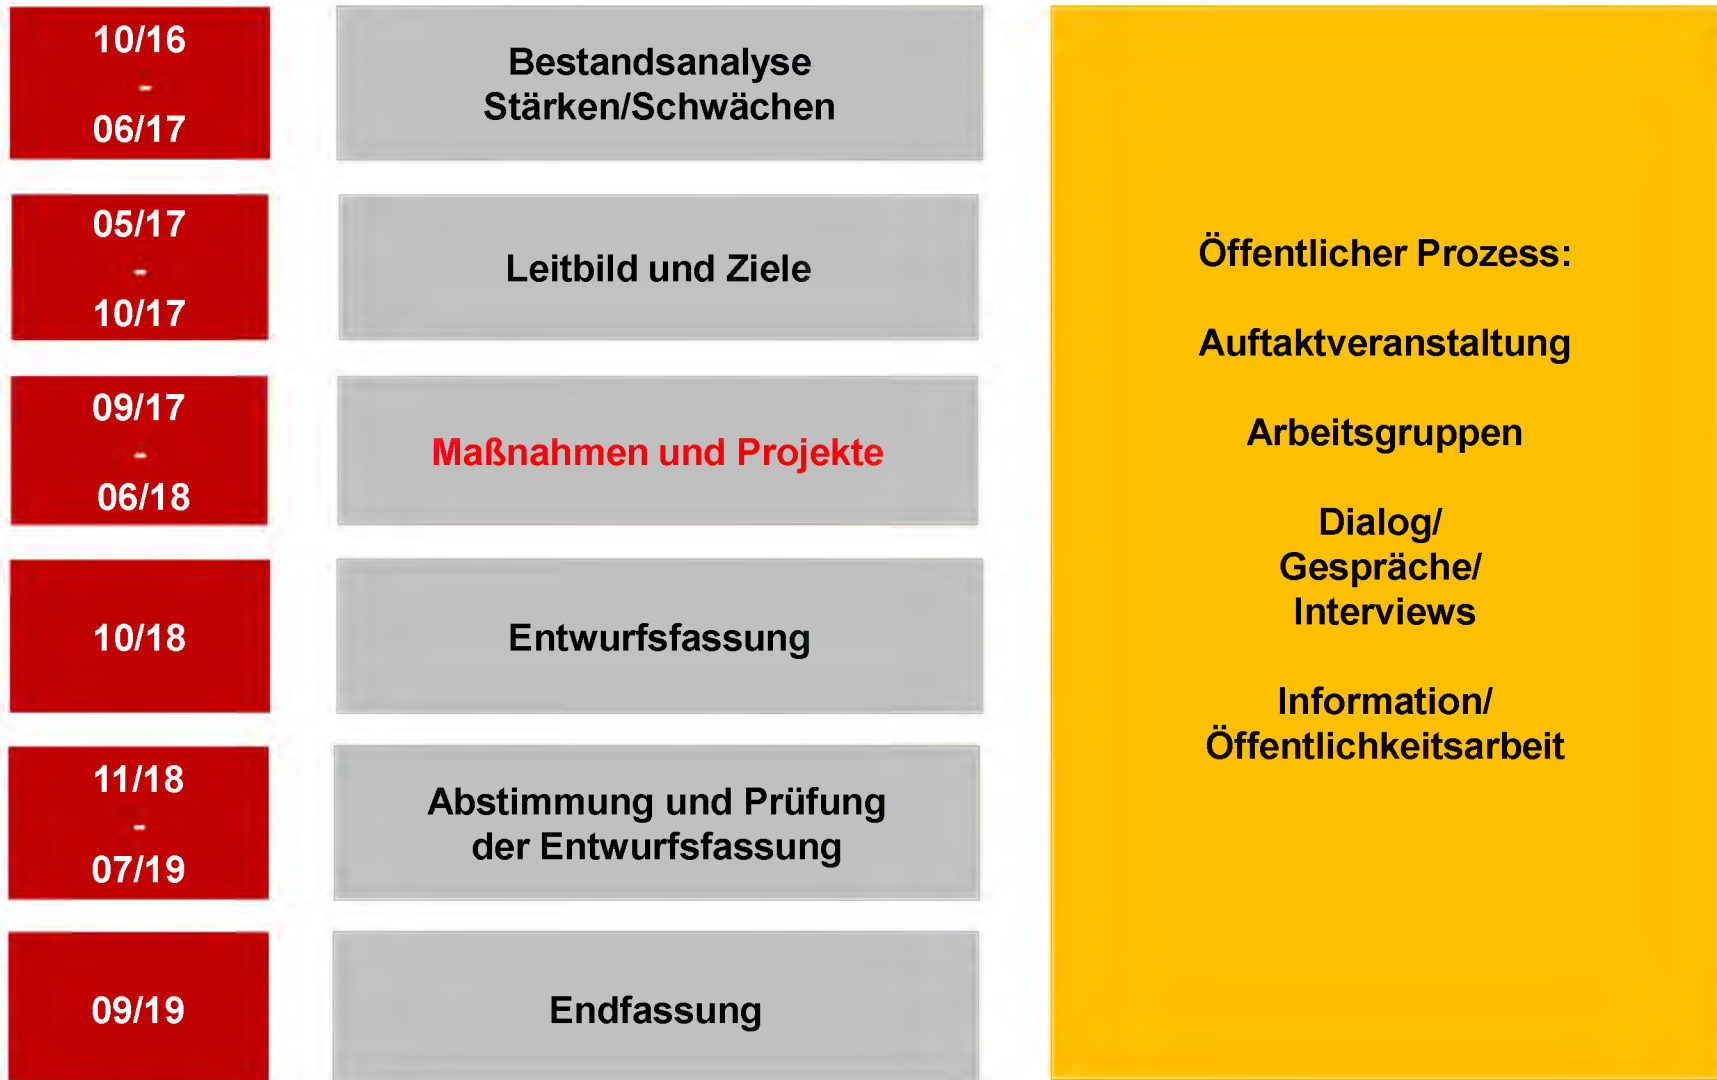 10/16
-
06/17
Bestandsanalyse
Stärken/Schwächen
05/17
-
10/17
Leitbild und Ziele
09/17
-
06/18
Maßnahmen und Projekte
10/18
Entwurfsfassung
11/18
-
07/19
Abstimmung und Prüfung
der Entwurfsfassung
09/19
Endfassung
Öffentlicher Prozess:
Auftaktveranstaltung
Arbeitsgruppen
Dialog/
Gespräche/
Interviews
Information/
Öffentlichkeitsarbeit